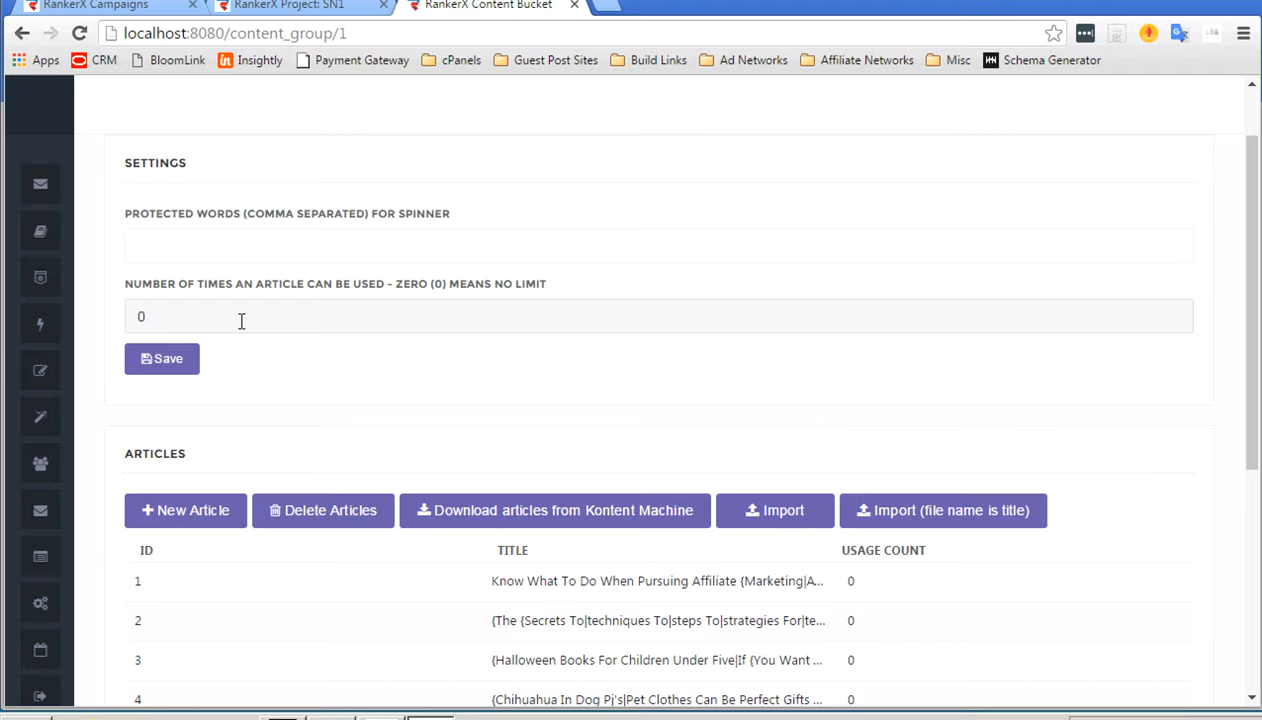 RankerX Campaigns × RankerX Project: SN1 × RankerX Content Bucket ×
localhost:8080/content_group/1
Apps CRM BloomLink Insightly Payment Gateway cPanels Guest Post Sites Build Links Ad Networks Affiliate Networks Misc Schema Generator
SETTINGS
PROTECTED WORDS (COMMA SEPARATED) FOR SPINNER
NUMBER OF TIMES AN ARTICLE CAN BE USED - ZERO (0) MEANS NO LIMIT
0
Save
ARTICLES
New Article Delete Articles Download articles from Kontent Machine Import Import (file name is title)
ID TITLE USAGE COUNT
1 Know What To Do When Pursuing Affiliate {Marketing|A... 0
2 {The {Secrets To|techniques To|steps To|strategies For|te... 0
3 {Halloween Books For Children Under Five|If {You Want ... 0
4 {Chihuahua In Dog Pj's|Pet Clothes Can Be Perfect Gifts ... 0